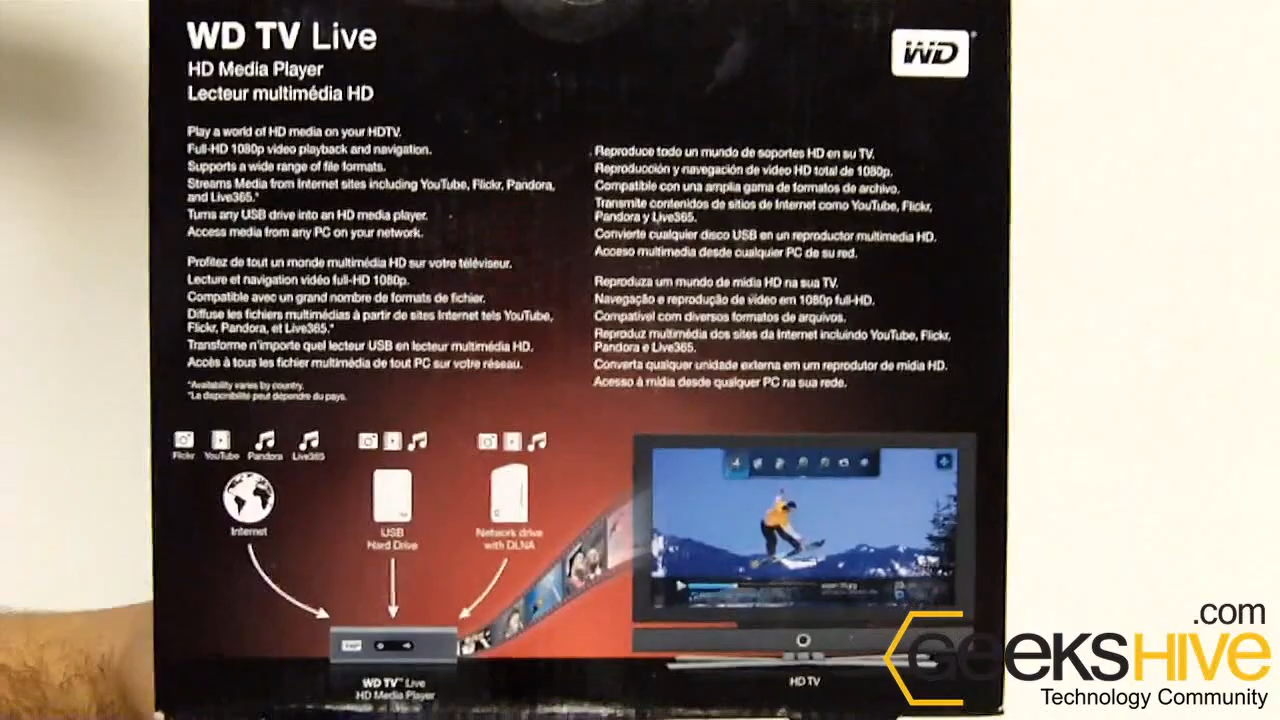 WD TV Live
HD Media Player
Lecteur multimédia HD
WD
Play a world of HD media on your HDTV.
Full-HD 1080p video playback and navigation.
Supports a wide range of file formats.
Streams Media from Internet sites including YouTube, Flickr, Pandora,
and Live365.*
Turns any USB drive into an HD media player.
Access media from any PC on your network.
Profitez de tout un monde multimédia HD sur votre téléviseur.
Lecture et navigation vidéo full-HD 1080p.
Compatible avec un grand nombre de formats de fichier.
Diffuse les fichiers multimédias à partir de sites Internet tels YouTube,
Flickr, Pandora, et Live365.*
Transforme n'importe quel lecteur USB en lecteur multimédia HD.
Accès à tous les fichier multimédia de tout PC sur votre réseau.
*Availability varies by country.
*La disponibilité peut dépendre du pays.
Reproduce todo un mundo de soportes HD en su TV.
Reproducción y navegación de video HD total de 1080p.
Compatible con una amplia gama de formatos de archivo.
Transmite contenidos de sitios de Internet como YouTube, Flickr,
Pandora y Live365.
Convierte cualquier disco USB en un reproductor multimedia HD.
Acceso multimedia desde cualquier PC de su red.
Reproduza um mundo de mídia HD na sua TV.
Navegação e reprodução de vídeo em 1080p full-HD.
Compatível com diversos formatos de arquivos.
Reproduz multimédia dos sites da Internet incluindo YouTube, Flickr,
Pandora e Live365.
Converta qualquer unidade externa em um reprodutor de mídia HD.
Acesso à mídia desde qualquer PC na sua rede.
Flickr YouTube Pandora Live365
Internet
USB
Hard Drive
Network drive
with DLNA
WD TV™ Live
HD Media Player
HD TV
.com
GEEKSHIVE
Technology Community